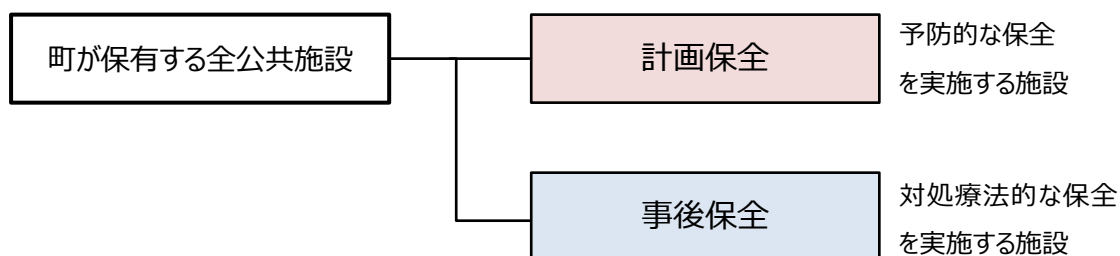 町が保有する全公共施設
計画保全
予防的な保全
を実施する施設
事後保全
対処療法的な保全
を実施する施設